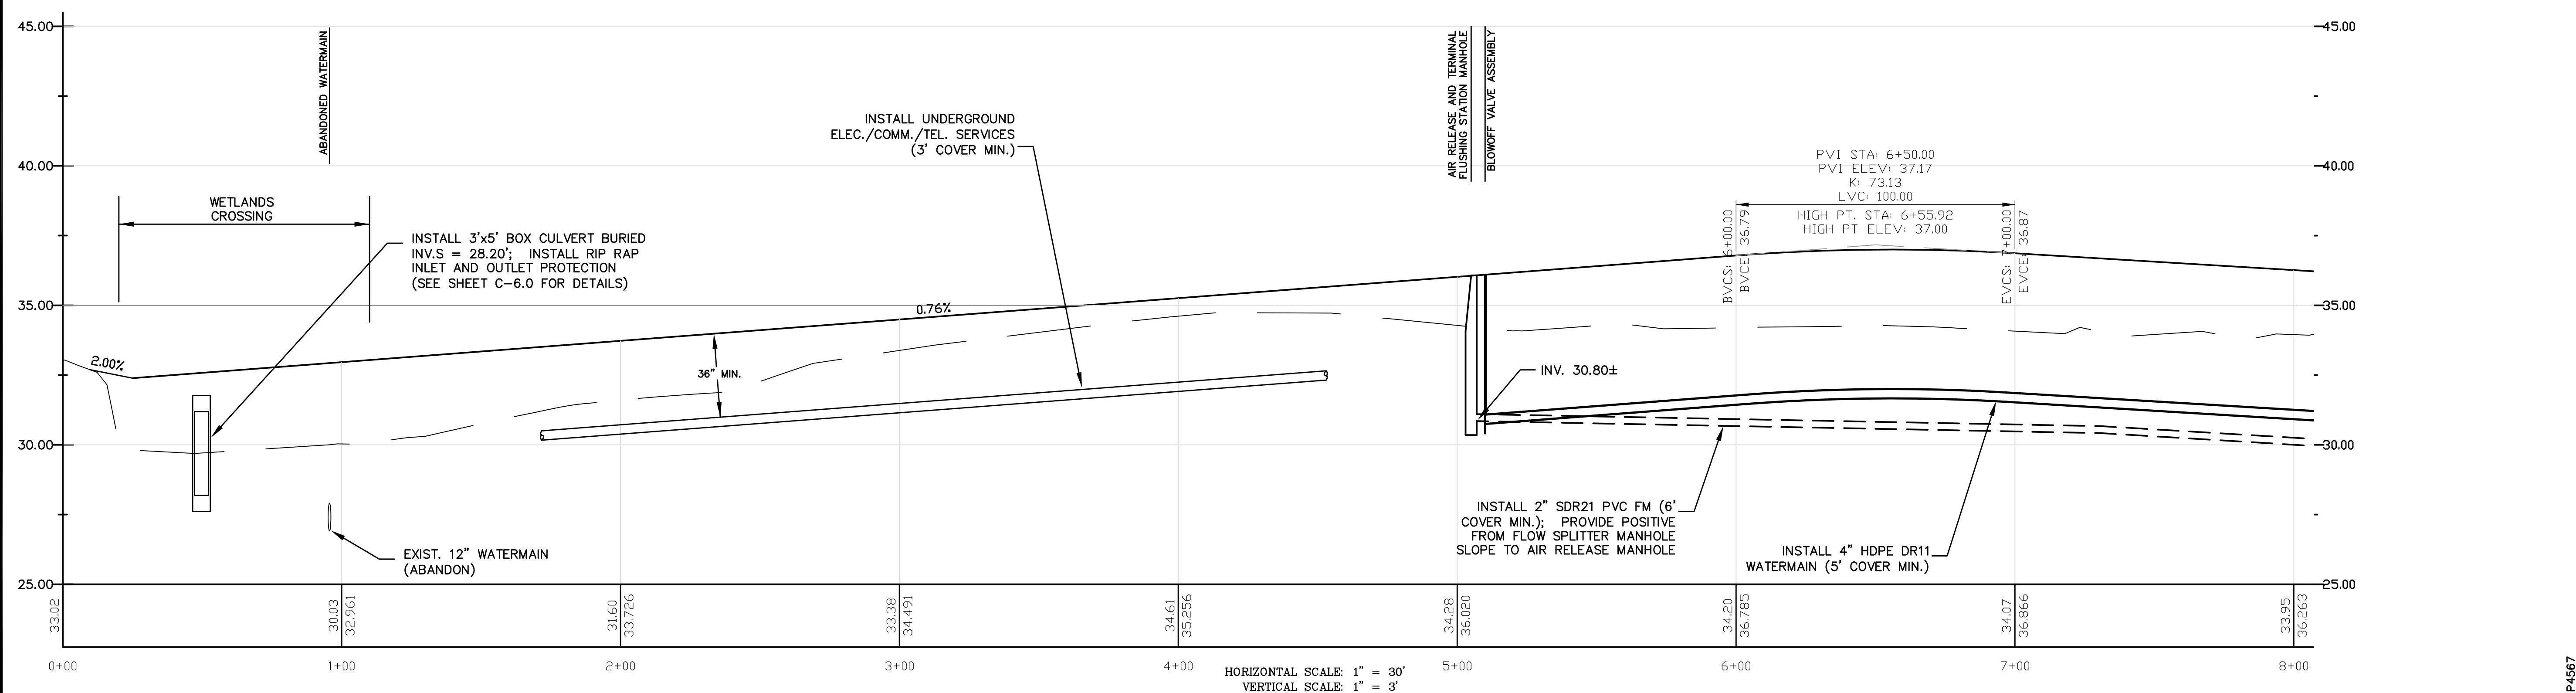 45.00
40.00
35.00
30.00
25.00
ABANDONED WATERMAIN
WETLANDS
CROSSING
2.00%
INSTALL 3'x5' BOX CULVERT BURIED
INV.S = 28.20';  INSTALL RIP RAP
INLET AND OUTLET PROTECTION
(SEE SHEET C-6.0 FOR DETAILS)
EXIST. 12" WATERMAIN
(ABANDON)
36" MIN.
INSTALL UNDERGROUND
ELEC./COMM./TEL. SERVICES
(3' COVER MIN.)
0.76%
AIR RELEASE AND TERMINAL
FLUSHING STATION MANHOLE
BLOWOFF VALVE ASSEMBLY
INV. 30.80±
INSTALL 2" SDR21 PVC FM (6'
COVER MIN.);  PROVIDE POSITIVE
FROM FLOW SPLITTER MANHOLE
SLOPE TO AIR RELEASE MANHOLE
INSTALL 4" HDPE DR11
WATERMAIN (5' COVER MIN.)
PVI STA: 6+50.00
PVI ELEV: 37.17
K: 73.13
LVC: 100.00
HIGH PT. STA: 6+55.92
HIGH PT ELEV: 37.00
BVCS: 6+00.00
BVCE: 36.79
EVCS: 7+00.00
EVCE: 36.87
45.00
40.00
35.00
30.00
25.00
33.02
30.03
32.961
31.60
33.726
33.38
34.491
34.61
35.256
34.28
36.020
34.20
36.785
34.07
36.866
33.95
36.263
0+00
1+00
2+00
3+00
4+00
5+00
6+00
7+00
8+00
HORIZONTAL SCALE: 1" = 30'
VERTICAL SCALE: 1" = 3'
P4567